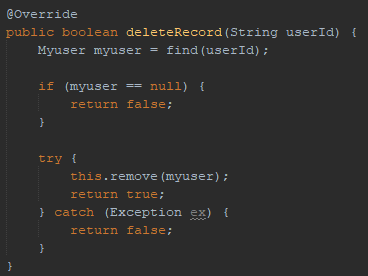 @Override
public boolean deleteRecord(String userId) {
    Myuser myuser = find(userId);
    if (myuser == null) {
        return false;
    }
    try {
        this.remove(myuser);
        return true;
    } catch (Exception ex) {
        return false;
    }
}